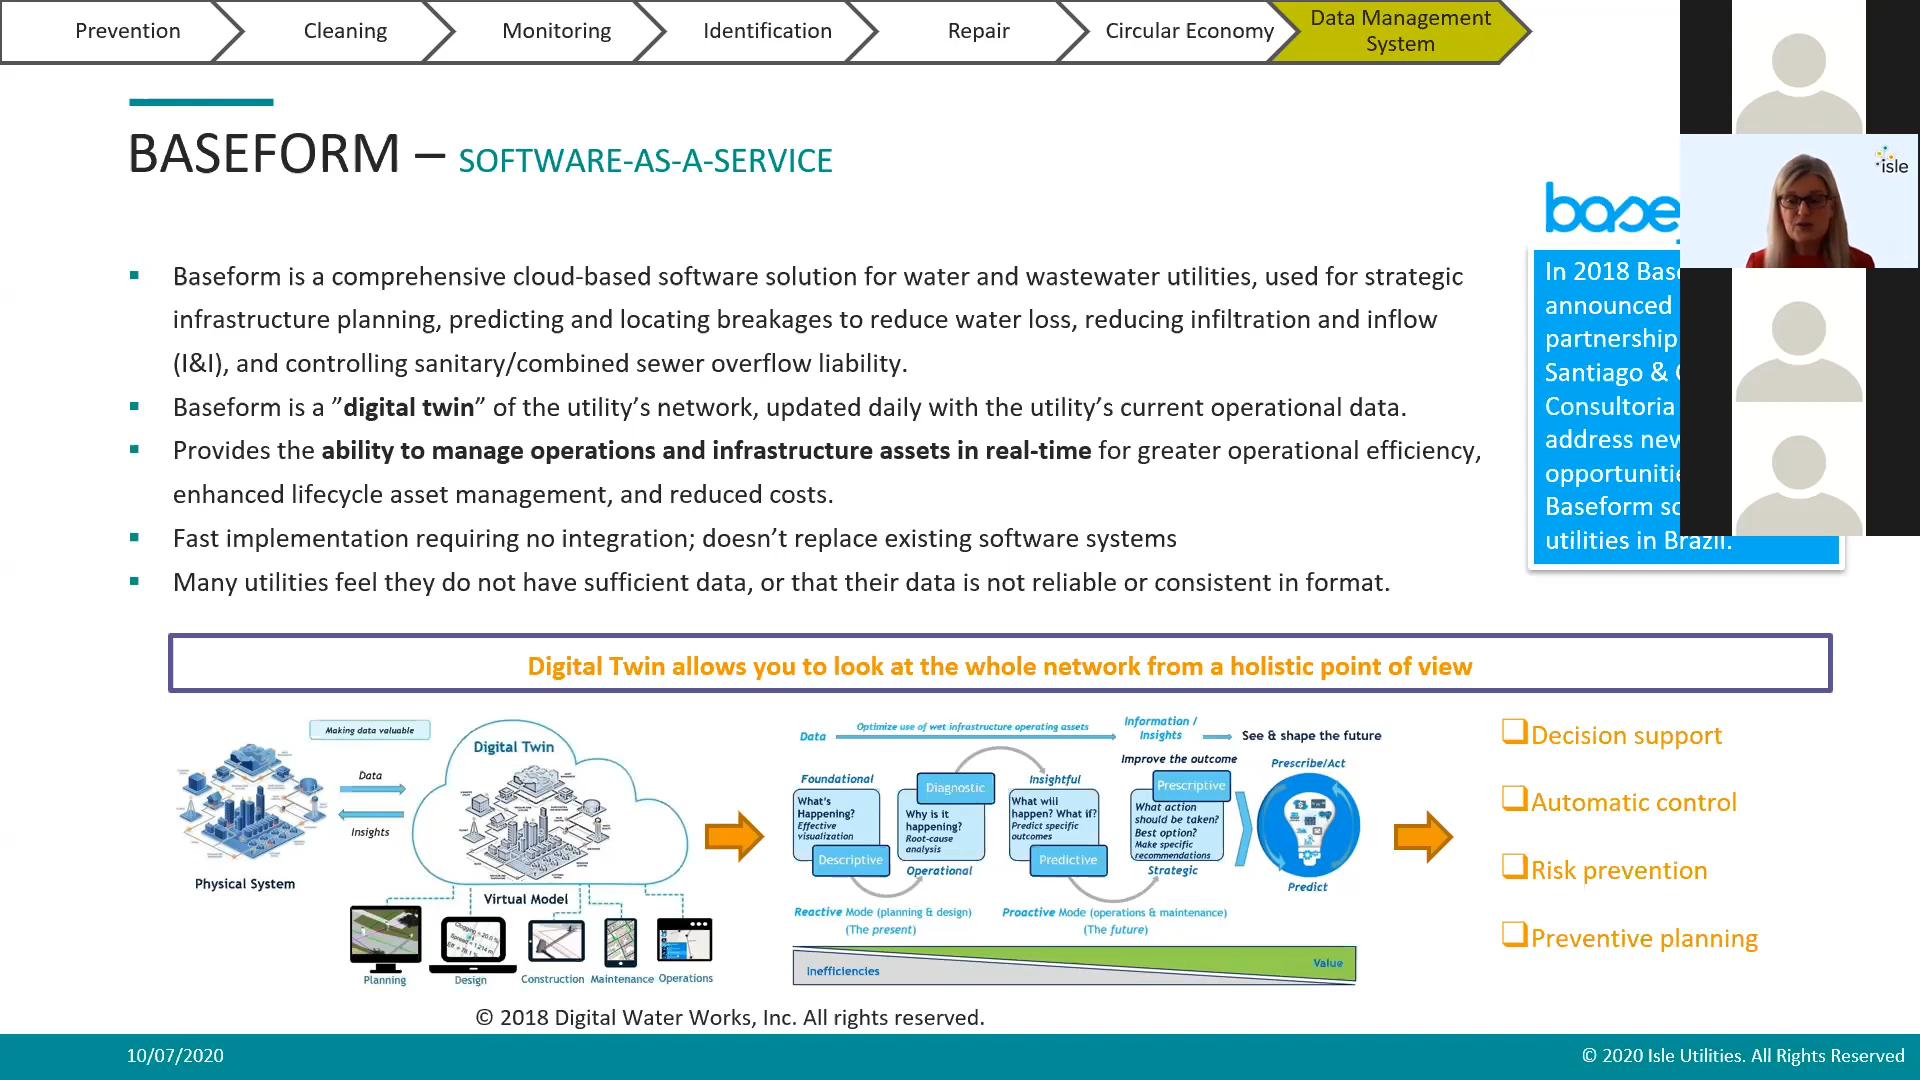 Prevention
Cleaning
Monitoring
Identification
Repair
Circular Economy
Data Management
System
BASEFORM – SOFTWARE-AS-A-SERVICE
isle
▪ Baseform is a comprehensive cloud-based software solution for water and wastewater utilities, used for strategic
infrastructure planning, predicting and locating breakages to reduce water loss, reducing infiltration and inflow
(I&I), and controlling sanitary/combined sewer overflow liability.
▪ Baseform is a ”digital twin” of the utility’s network, updated daily with the utility’s current operational data.
▪ Provides the ability to manage operations and infrastructure assets in real-time for greater operational efficiency,
enhanced lifecycle asset management, and reduced costs.
▪ Fast implementation requiring no integration; doesn’t replace existing software systems
▪ Many utilities feel they do not have sufficient data, or that their data is not reliable or consistent in format.
base
In 2018 Bas
announced
partnership
Santiago &
Consultoria
address new
opportunitie
Baseform so
utilities in Brazil.
Digital Twin allows you to look at the whole network from a holistic point of view
Making data valuable
Data
Insights
Physical System
Digital Twin
Virtual Model
Planning
Design
Construction
Maintenance
Operations
Data
Optimize use of wet infrastructure operating assets
Information /
Insights
See & shape the future
Improve the outcome
Foundational
What's
Happening?
Effective
visualization
Descriptive
Diagnostic
Why is it
happening?
Root-cause
analysis
Operational
Insightful
What will
happen? What if?
Predict specific
outcomes
Predictive
Prescriptive
What action
should be taken?
Best option?
Make specific
recommendations
Strategic
Prescribe/Act
Predict
Reactive Mode (planning & design)
(The present)
Proactive Mode (operations & maintenance)
(The future)
Inefficiencies
Value
❑Decision support
❑Automatic control
❑Risk prevention
❑Preventive planning
© 2018 Digital Water Works, Inc. All rights reserved.
10/07/2020
© 2020 Isle Utilities. All Rights Reserved